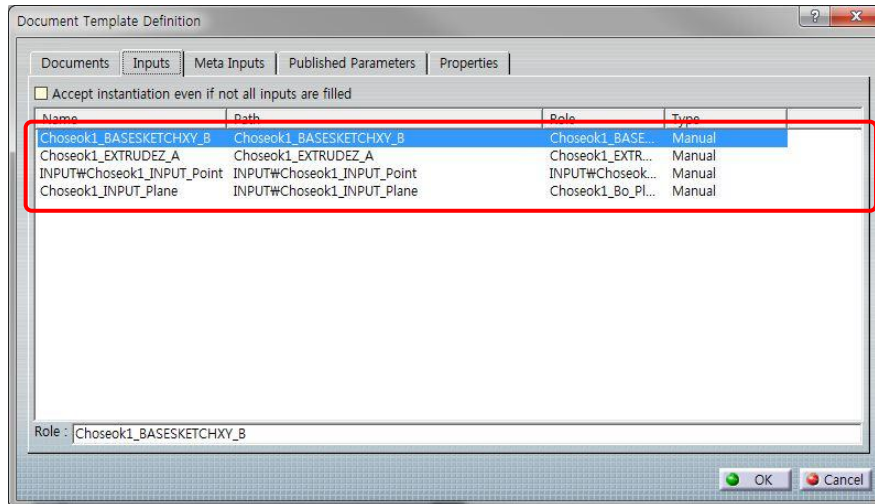 Document Template Definition
Documents Inputs Meta Inputs Published Parameters Properties
Accept instantiation even if not all inputs are filled
Name Path Role Type
Choseok1_BASESKETCHXY_B Choseok1_BASESKETCHXY_B Choseok1_BASE... Manual
Choseok1_EXTRUDEZ_A Choseok1_EXTRUDEZ_A Choseok1_EXTR... Manual
INPUT₩Choseok1_INPUT_Point INPUT₩Choseok1_INPUT_Point INPUT₩Choseok... Manual
Choseok1_INPUT_Plane INPUT₩Choseok1_INPUT_Plane Choseok1_Bo_Pl... Manual
Role : Choseok1_BASESKETCHXY_B
OK Cancel